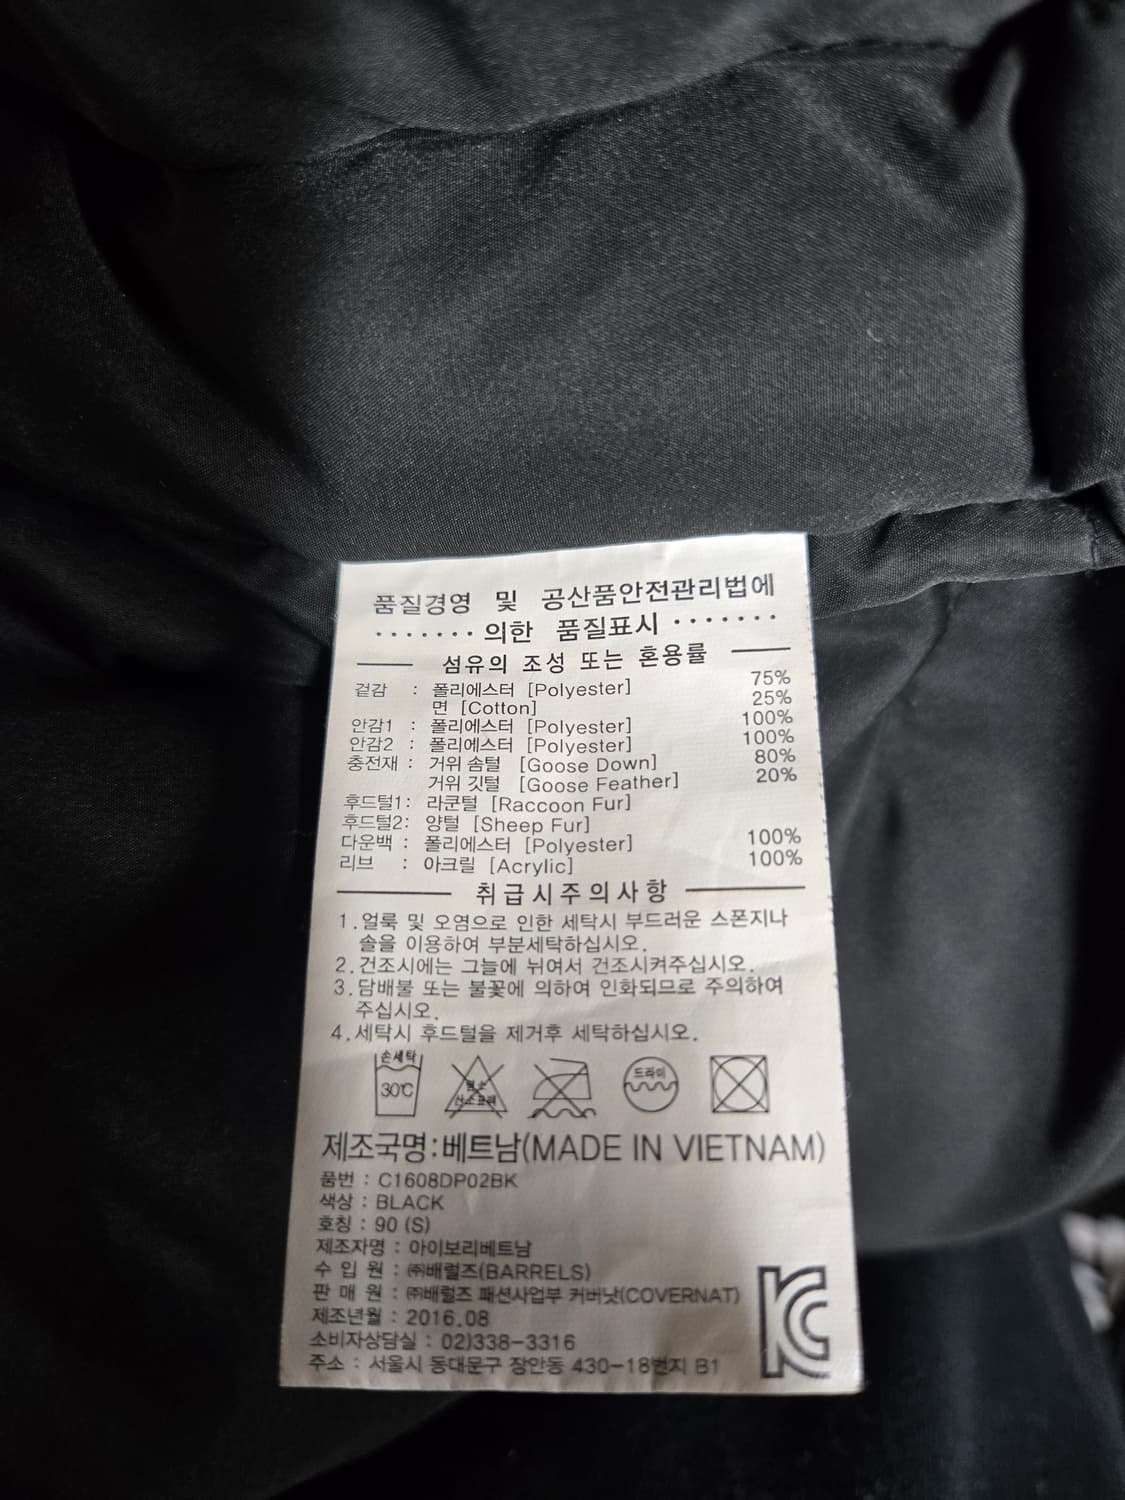 품질경영 및 공산품안전관리법에
·······의한 품질표시·······
섬유의 조성 또는 혼용률
겉감 : 폴리에스터 [Polyester] 75%
면 [Cotton] 25%
안감1 : 폴리에스터 [Polyester] 100%
안감2 : 폴리에스터 [Polyester] 100%
충전재 : 거위 솜털 [Goose Down] 80%
거위 깃털 [Goose Feather] 20%
후드털1: 라쿤털 [Raccoon Fur]
후드털2: 양털 [Sheep Fur]
다운백 : 폴리에스터 [Polyester] 100%
리브 : 아크릴 [Acrylic] 100%
취급시주의사항
1.얼룩 및 오염으로 인한 세탁시 부드러운 스폰지나
솔을 이용하여 부분세탁하십시오.
2.건조시에는 그늘에 뉘여서 건조시켜주십시오.
3.담배불 또는 불꽃에 의하여 인화되므로 주의하여
주십시오.
4.세탁시 후드털을 제거후 세탁하십시오.
손세탁
30℃
염소
산소표백
드라이
제조국명:베트남(MADE IN VIETNAM)
품번 : C1608DP02BK
색상 : BLACK
호칭 : 90 (S)
제조자명 : 아이보리베트남
수 입 원 : ㈜배럴즈(BARRELS)
판 매 원 : ㈜배럴즈 패션사업부 커버낫(COVERNAT)
제조년월 : 2016.08
소비자상담실 : 02)338-3316
주소 : 서울시 동대문구 장안동 430-18번지 B1
KC